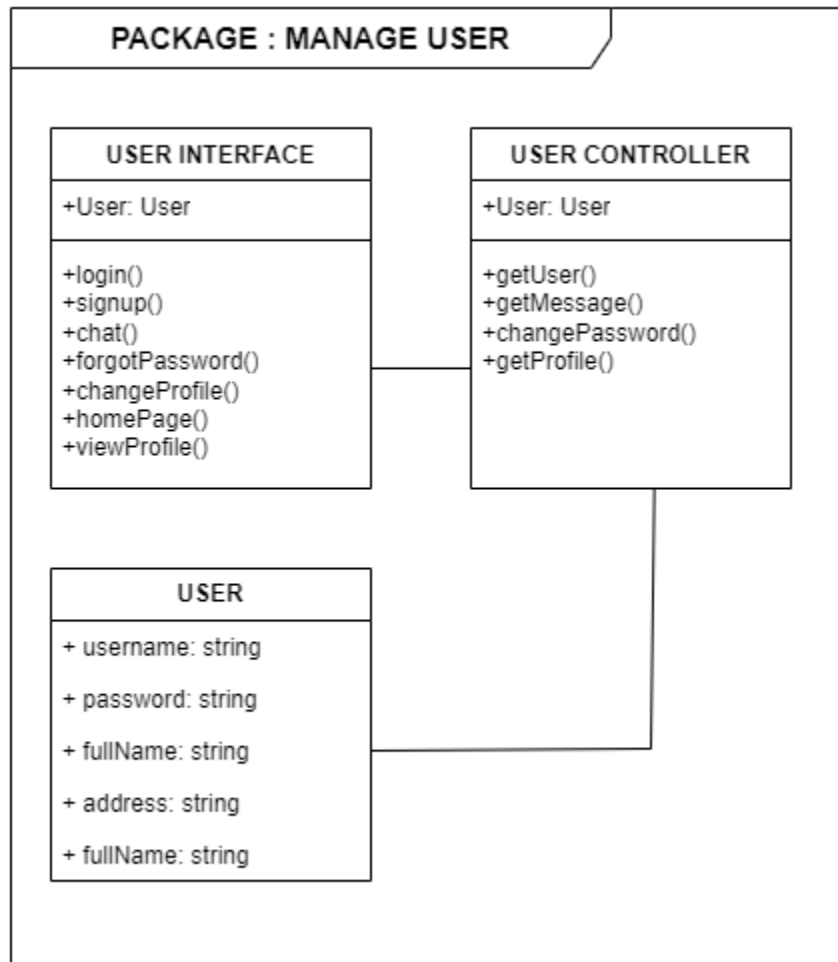 PACKAGE : MANAGE USER
USER INTERFACE
+User: User
+login()
+signup()
+chat()
+forgotPassword()
+changeProfile()
+homePage()
+viewProfile()
USER CONTROLLER
+User: User
+getUser()
+getMessage()
+changePassword()
+getProfile()
USER
+ username: string
+ password: string
+ fullName: string
+ address: string
+ fullName: string